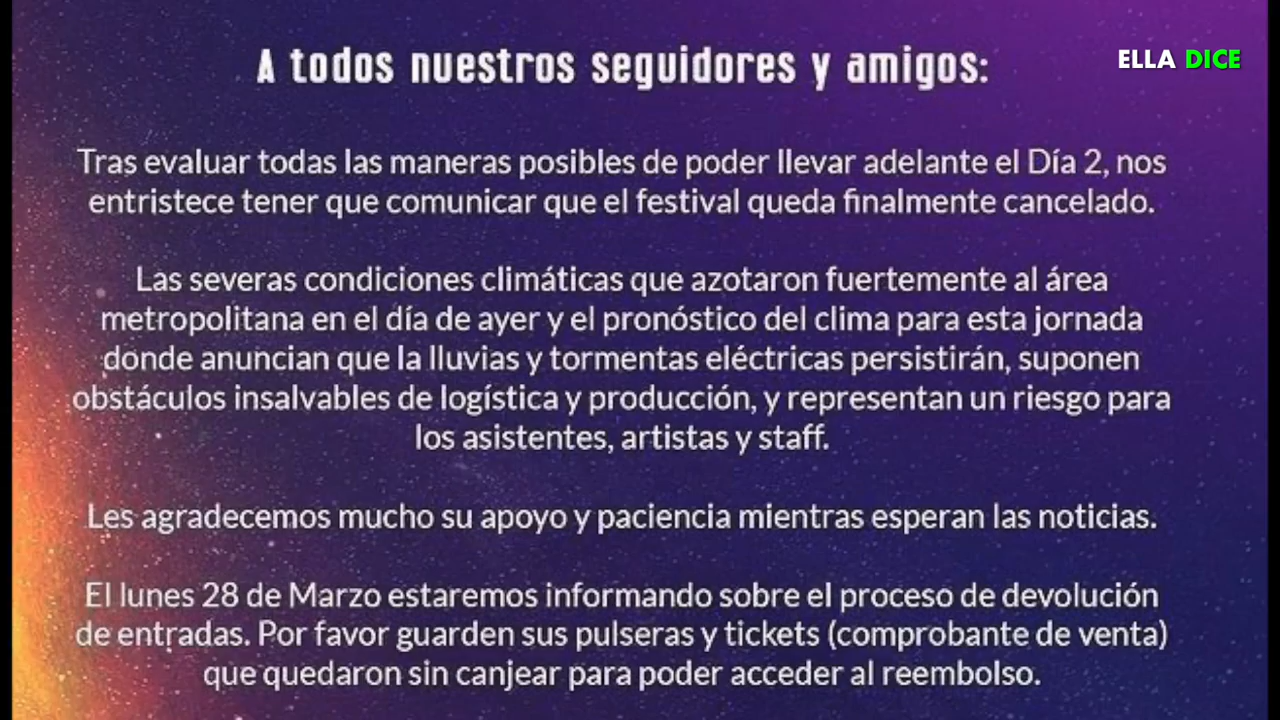 A todos nuestros seguidores y amigos:
ELLA DICE
Tras evaluar todas las maneras posibles de poder llevar adelante el Día 2, nos
entristece tener que comunicar que el festival queda finalmente cancelado.
Las severas condiciones climáticas que azotaron fuertemente al área
metropolitana en el día de ayer y el pronóstico del clima para esta jornada
donde anuncian que la lluvias y tormentas eléctricas persistirán, suponen
obstáculos insalvables de logística y producción, y representan un riesgo para
los asistentes, artistas y staff.
Les agradecemos mucho su apoyo y paciencia mientras esperan las noticias.
El lunes 28 de Marzo estaremos informando sobre el proceso de devolución
de entradas. Por favor guarden sus pulseras y tickets (comprobante de venta)
que quedaron sin canjear para poder acceder al reembolso.